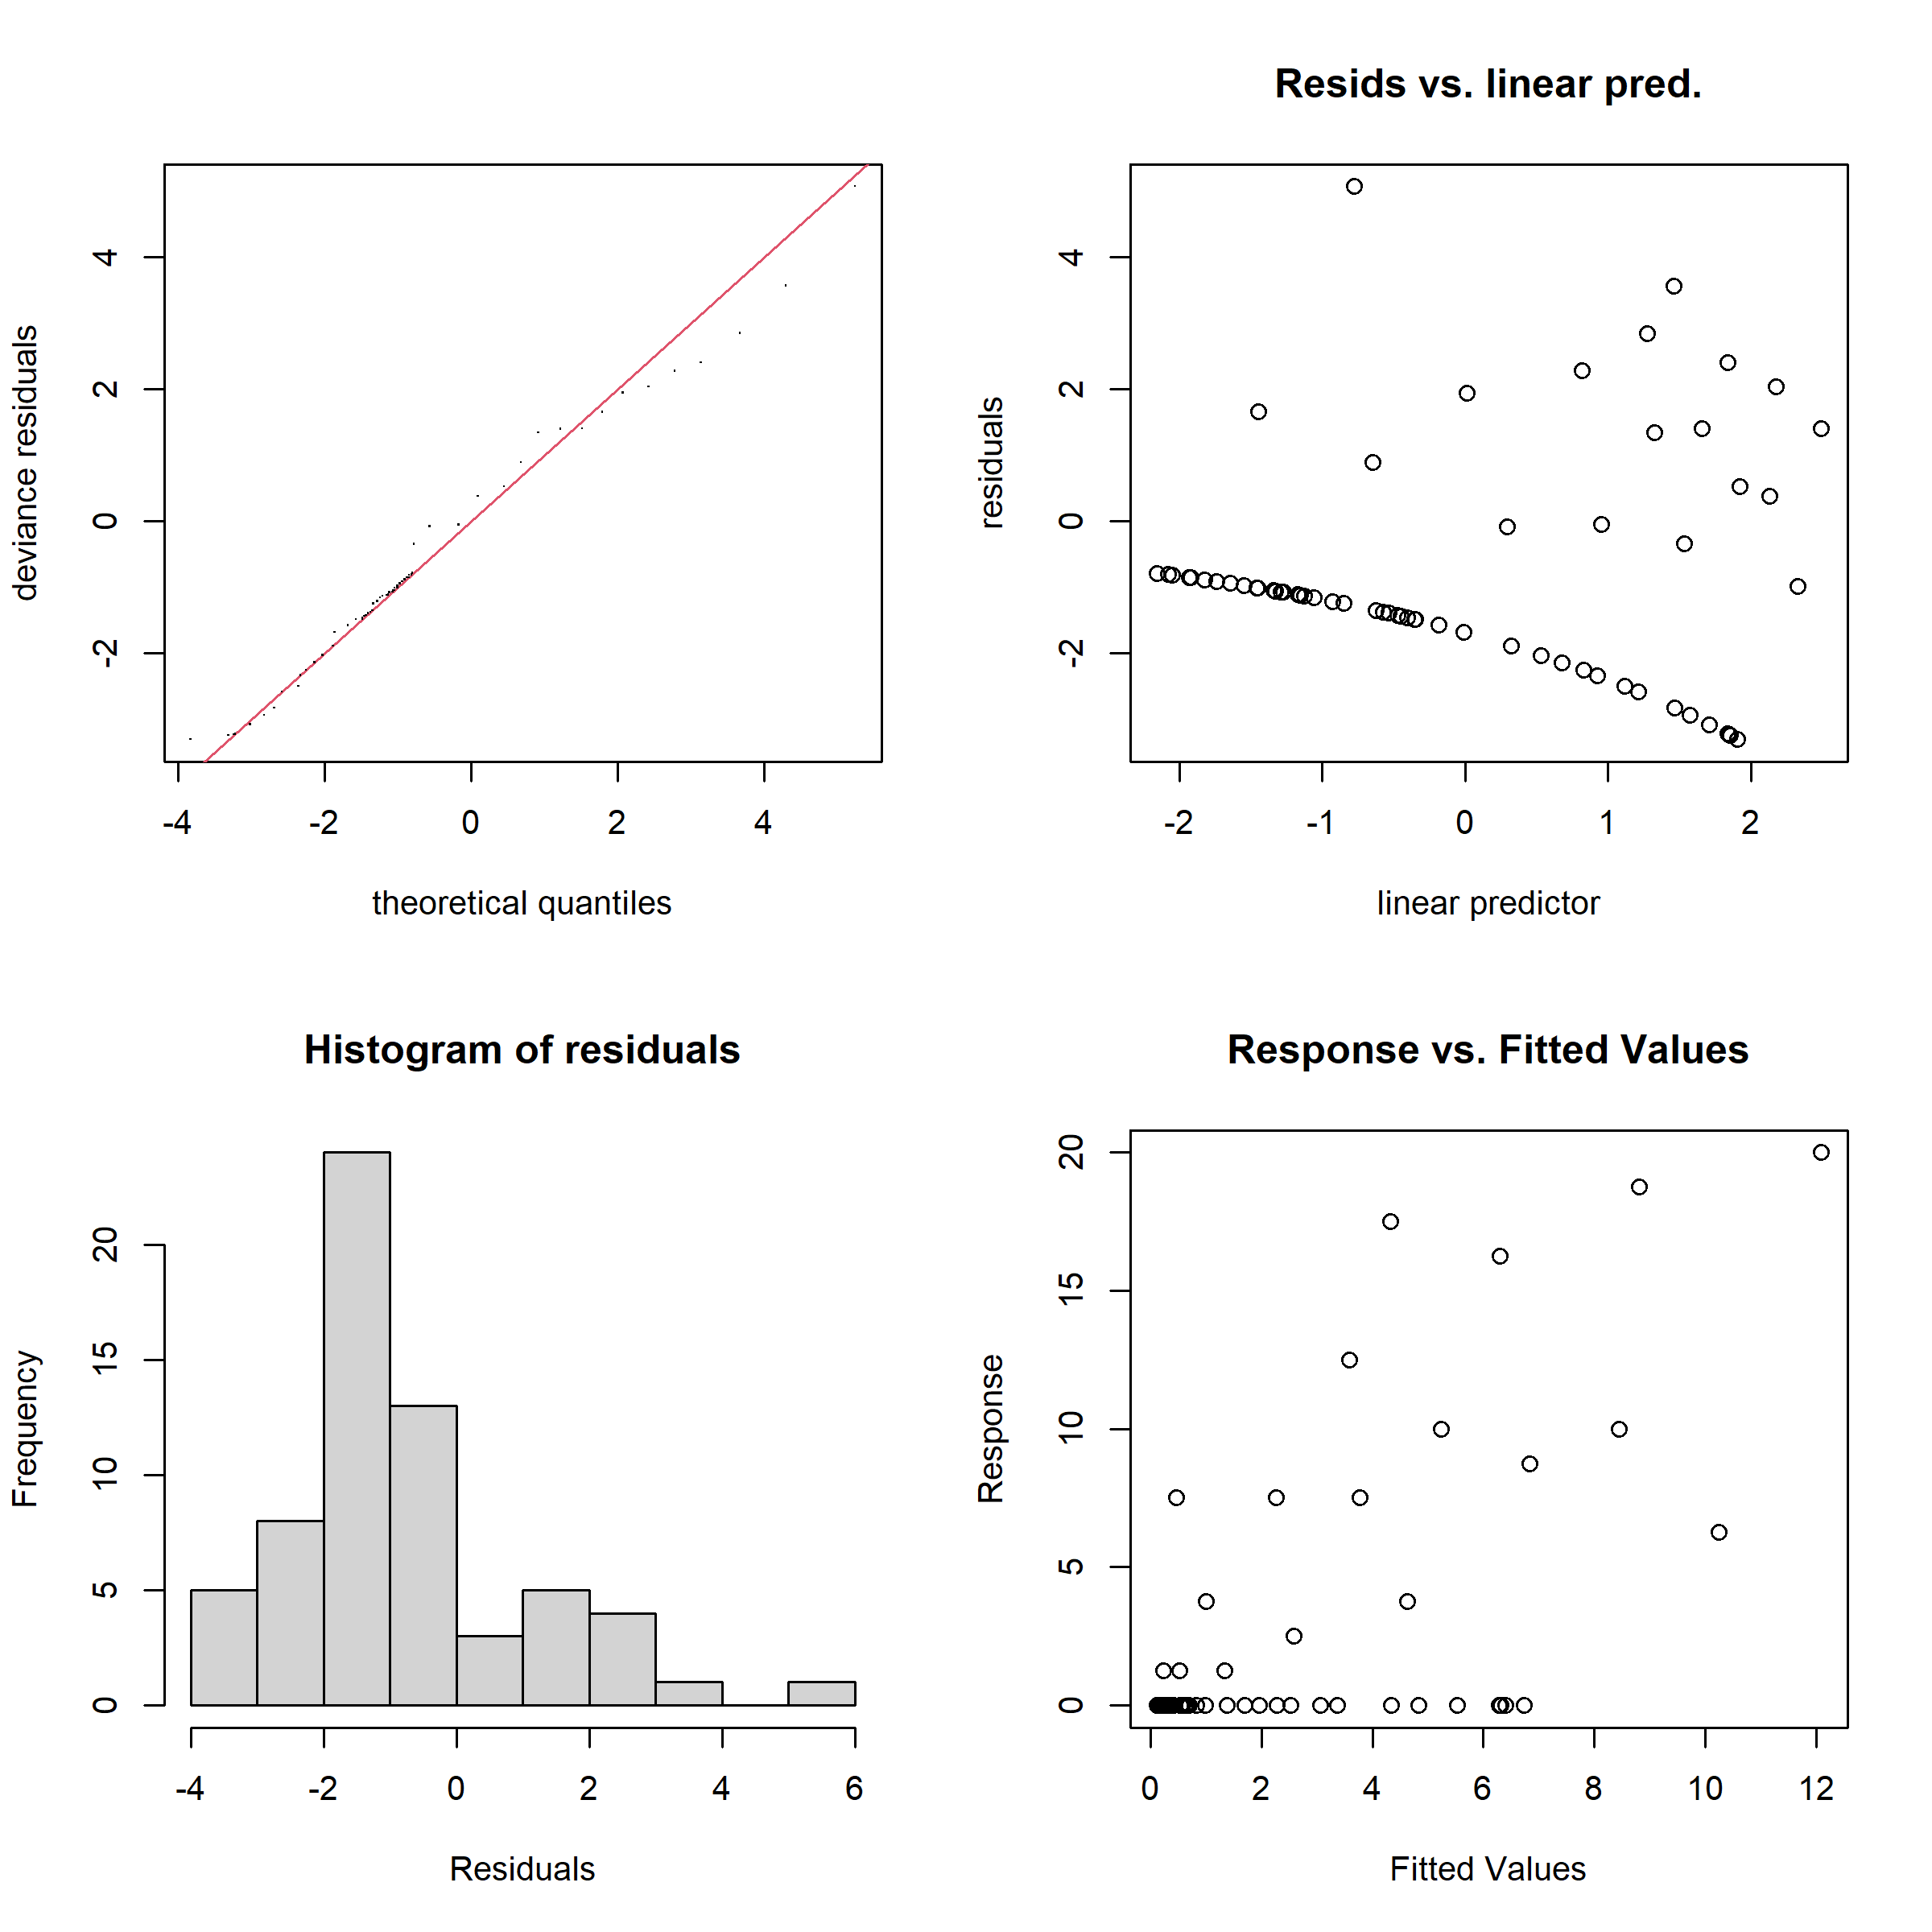 deviance residuals
4
2
0
-2
-4 -2 0 2 4
theoretical quantiles
Resids vs. linear pred.
residuals
4
2
0
-2
-2 -1 0 1 2
linear predictor
Histogram of residuals
Frequency
20
15
10
5
0
-4 -2 0 2 4 6
Residuals
Response vs. Fitted Values
Response
20
15
10
5
0
0 2 4 6 8 10 12
Fitted Values